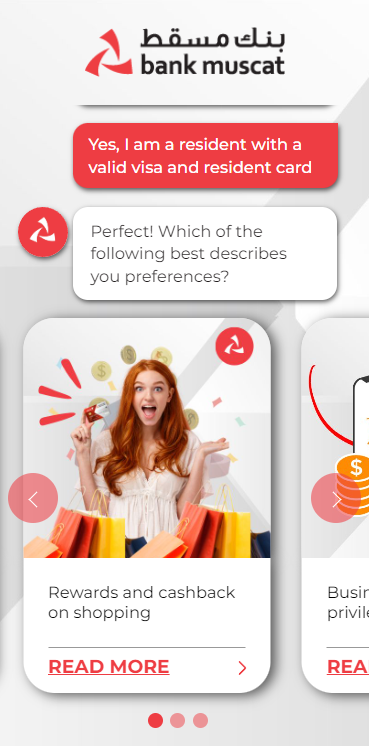 بنك مسقط
bank muscat
Yes, I am a resident with a
valid visa and resident card
Perfect! Which of the
following best describes
you preferences?
Rewards and cashback
on shopping
READ MORE